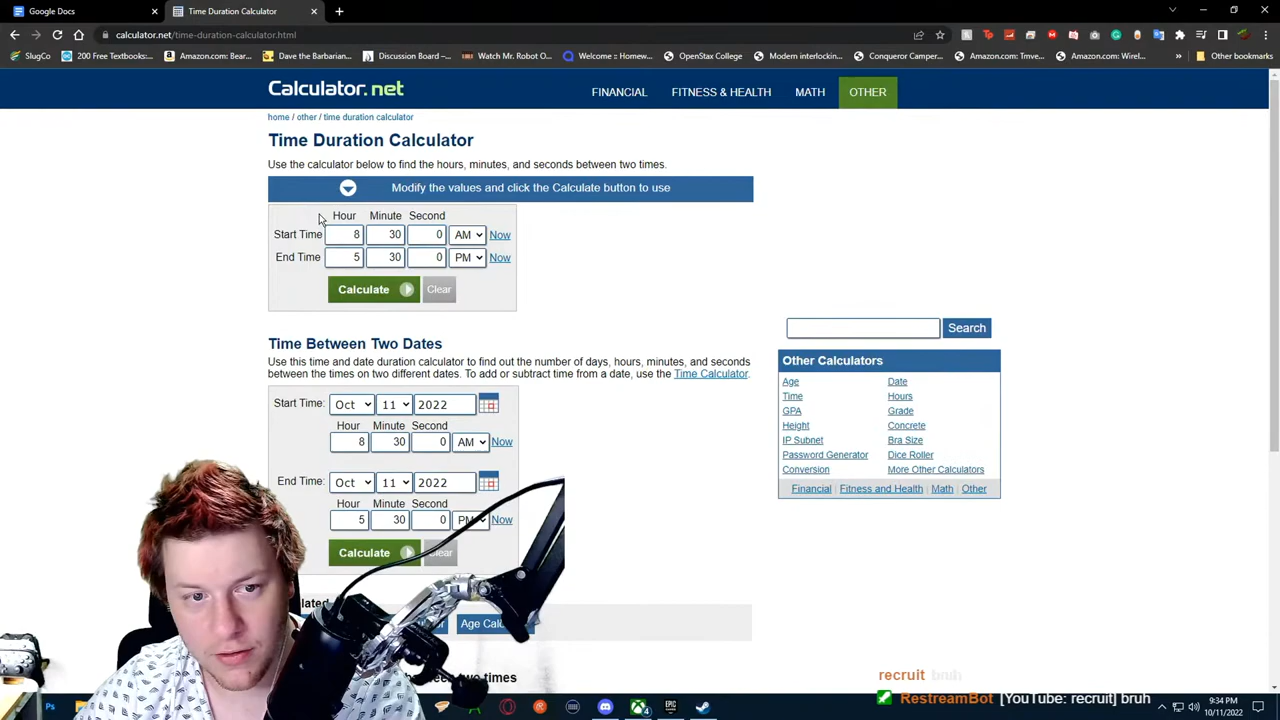 Google Docs
Time Duration Calculator
calculator.net/time-duration-calculator.html
SlugCo
200 Free Textbooks:...
Amazon.com: Bear...
Dave the Barbarian...
Discussion Board –...
Watch Mr. Robot O...
Welcome :: Homew...
OpenStax College
Modern interlockin...
Conqueror Camper...
Amazon.com: Tmve...
Amazon.com: Wirel...
»
Other bookmarks
Calculator.net
FINANCIAL
FITNESS & HEALTH
MATH
OTHER
home / other / time duration calculator
Time Duration Calculator
Use the calculator below to find the hours, minutes, and seconds between two times.
Modify the values and click the Calculate button to use
Hour Minute Second
Start Time 8 30 0 AM Now
End Time 5 30 0 PM Now
Calculate Clear
Time Between Two Dates
Use this time and date duration calculator to find out the number of days, hours, minutes, and seconds
between the times on two different dates. To add or subtract time from a date, use the Time Calculator.
Start Time: Oct 11 2022
Hour Minute Second
8 30 0 AM Now
End Time: Oct 11 2022
Hour Minute Second
5 30 0 PM Now
Calculate Clear
Age
Search
Other Calculators
Age Date
Time Hours
GPA Grade
Height Concrete
IP Subnet Bra Size
Password Generator Dice Roller
Conversion More Other Calculators
Financial | Fitness and Health | Math | Other
times
recruit bruh
RestreamBot [YouTube: recruit] bruh
9:34 PM
10/11/2022